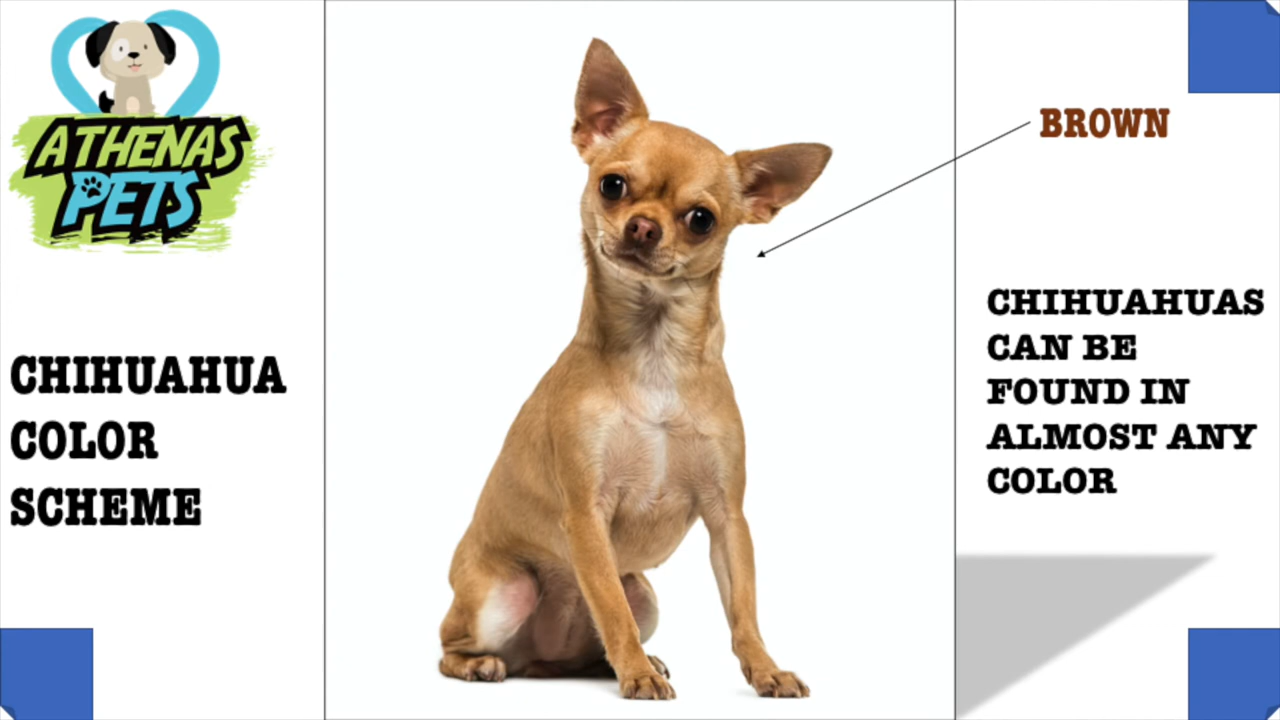 ATHENAS
PETS
CHIHUAHUA
COLOR
SCHEME
BROWN
CHIHUAHUAS
CAN BE
FOUND IN
ALMOST ANY
COLOR